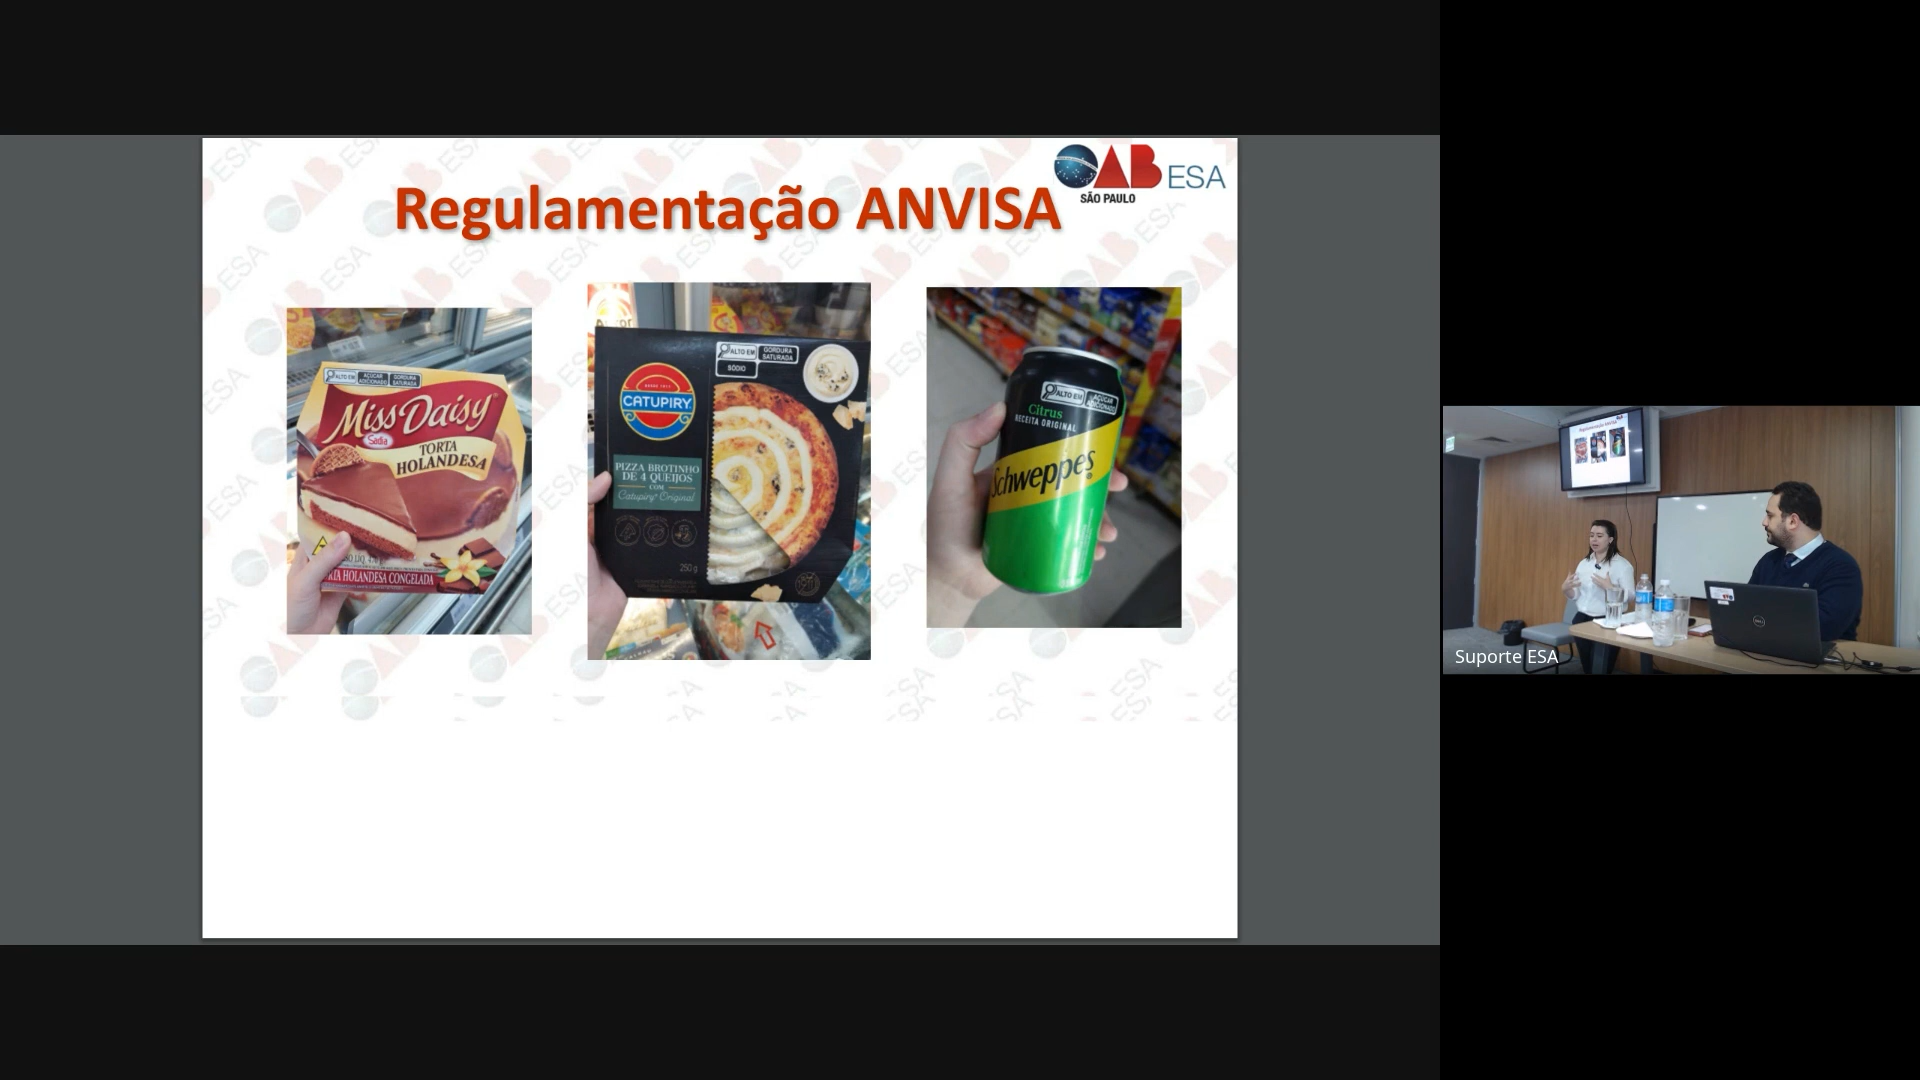 Regulamentação ANVISA
OAB ESA
SÃO PAULO
ALTO EM
AÇÚCAR ADICIONADO
GORDURA SATURADA
Miss Daisy
Sadia
TORTA
HOLANDESA
TORTA HOLANDESA CONGELADA
ALTO EM
GORDURA SATURADA
SÓDIO
CATUPIRY
PIZZA BROTINHO
DE 4 QUEIJOS
COM
Catupiry Original
250 g
ALTO EM
AÇÚCAR ADICIONADO
Citrus
RECEITA ORIGINAL
Schweppes
Suporte ESA